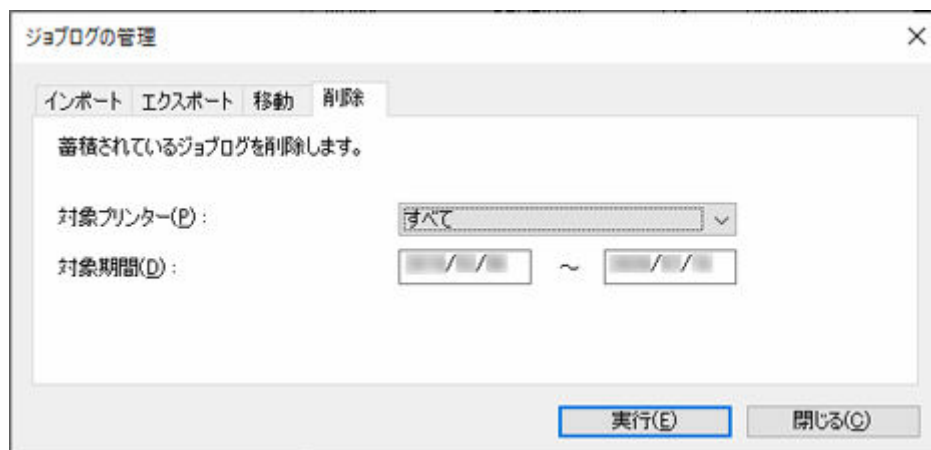 ジョブログの管理
インポート エクスポート 移動 削除
蓄積されているジョブログを削除します。
対象プリンター(P): すべて
対象期間(D): / / ～ / /
実行(E) 閉じる(C)